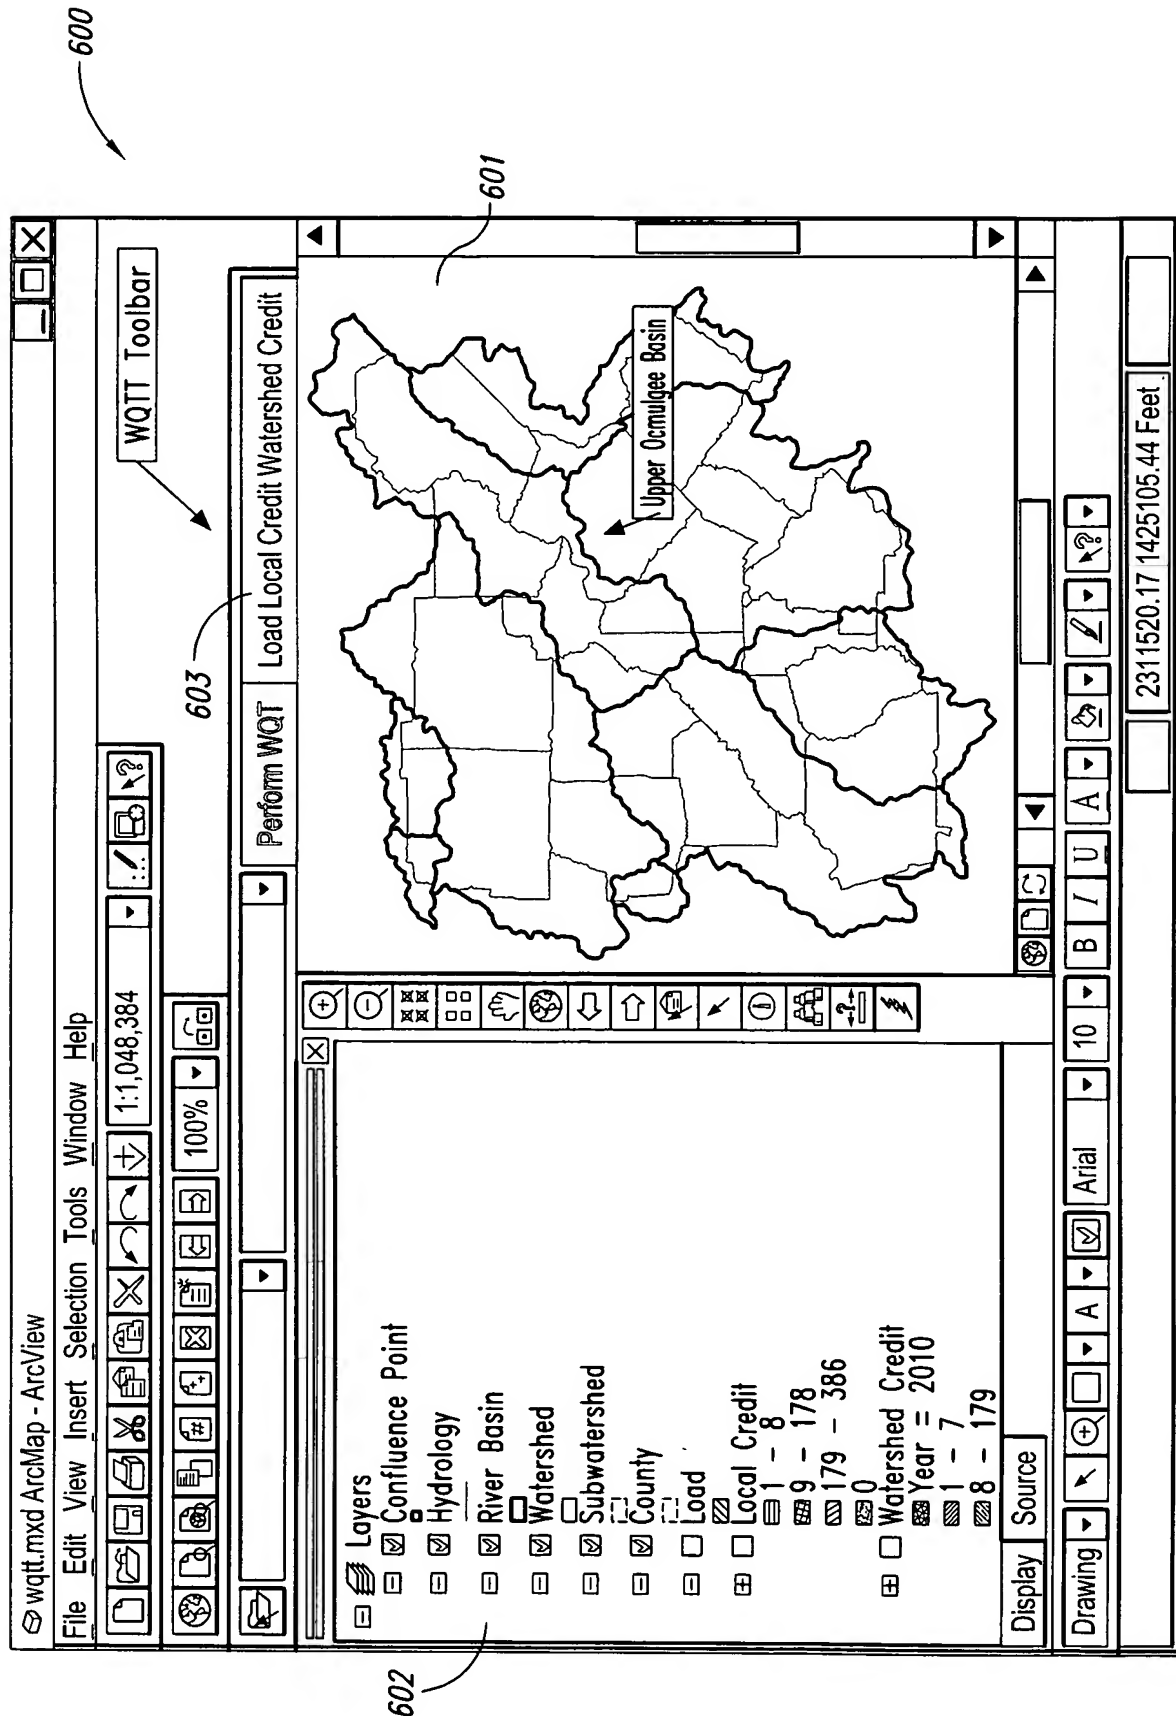 600
wqtt.mxd ArcMap - ArcView
File Edit View Insert Selection Tools Window Help
1:1,048,384
WQTT Toolbar
100%
603
Perform WQT
Load Local Credit Watershed Credit
601
602
Layers
Confluence Point
Hydrology
River Basin
Watershed
Subwatershed
County
Load
Local Credit
1 - 8
9 - 178
179 - 386
0
Watershed Credit
Year = 2010
1 - 7
8 - 179
Upper Ocmulgee Basin
Display Source
Drawing A Arial 10 B I U A
2311520.17 1425105.44 Feet